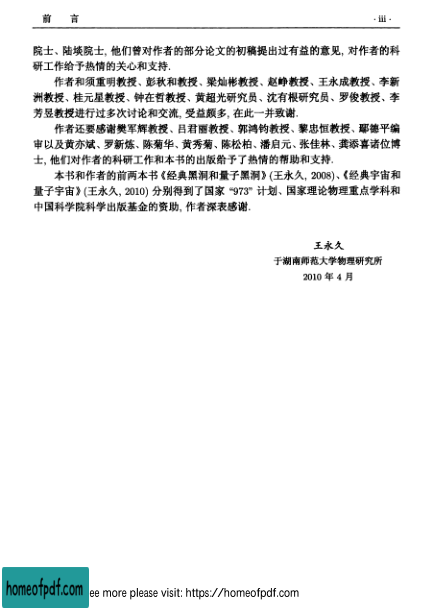 前 言 · iii ·
院士、陆埮院士, 他们曾对作者的部分论文的初稿提出过有益的意见, 对作者的科
研工作给予热情的关心和支持.
作者和须重明教授、彭秋和教授、梁灿彬教授、赵峥教授、王永成教授、李新
洲教授、桂元星教授、钟在哲教授、黄超光研究员、沈有根研究员、罗俊教授、李
芳昱教授进行过多次讨论和交流, 受益颇多, 在此一并致谢.
作者还要感谢樊军辉教授、吕君丽教授、郭鸿钧教授、黎忠恒教授、鄢德平编
审以及黄亦斌、罗新炼、陈菊华、黄秀菊、陈松柏、潘启元、张佳林、龚添喜诸位博
士, 他们对作者的科研工作和本书的出版给予了热情的帮助和支持.
本书和作者的前两本书《经典黑洞和量子黑洞》(王永久, 2008)、《经典宇宙和
量子宇宙》(王永久, 2010) 分别得到了国家 “973” 计划、国家理论物理重点学科和
中国科学院科学出版基金的资助, 作者深表感谢.
王永久
于湖南师范大学物理研究所
2010 年 4 月
homeofpdf.com ee more please visit: https://homeofpdf.com